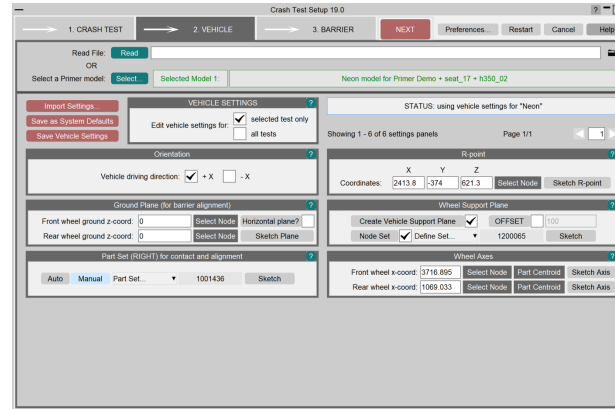 Crash Test Setup 19.0 ?
1. CRASH TEST 2. VEHICLE 3. BARRIER NEXT Preferences... Restart Cancel Help
Read File: Read
OR
Select a Primer model: Select... Selected Model 1: Neon model for Primer Demo + seat_17 + h350_02
Import Settings...
Save as System Defaults
Save Vehicle Settings
VEHICLE SETTINGS ?
Edit vehicle settings for: selected test only
all tests
STATUS: using vehicle settings for "Neon"
Showing 1 - 6 of 6 settings panels Page 1/1 1
Orientation ?
Vehicle driving direction: + X - X
R-point ?
X Y Z
Coordinates: 2413.8 -374 621.3 Select Node Sketch R-point
Ground Plane (for barrier alignment) ?
Front wheel ground z-coord: 0 Select Node Horizontal plane?
Rear wheel ground z-coord: 0 Select Node Sketch Plane
Wheel Support Plane ?
Create Vehicle Support Plane OFFSET 100
Node Set Define Set... 1200065 Sketch
Part Set (RIGHT) for contact and alignment ?
Auto Manual Part Set... 1001436 Sketch
Wheel Axes ?
Front wheel x-coord: 3716.895 Select Node Part Centroid Sketch Axis
Rear wheel x-coord: 1069.033 Select Node Part Centroid Sketch Axis